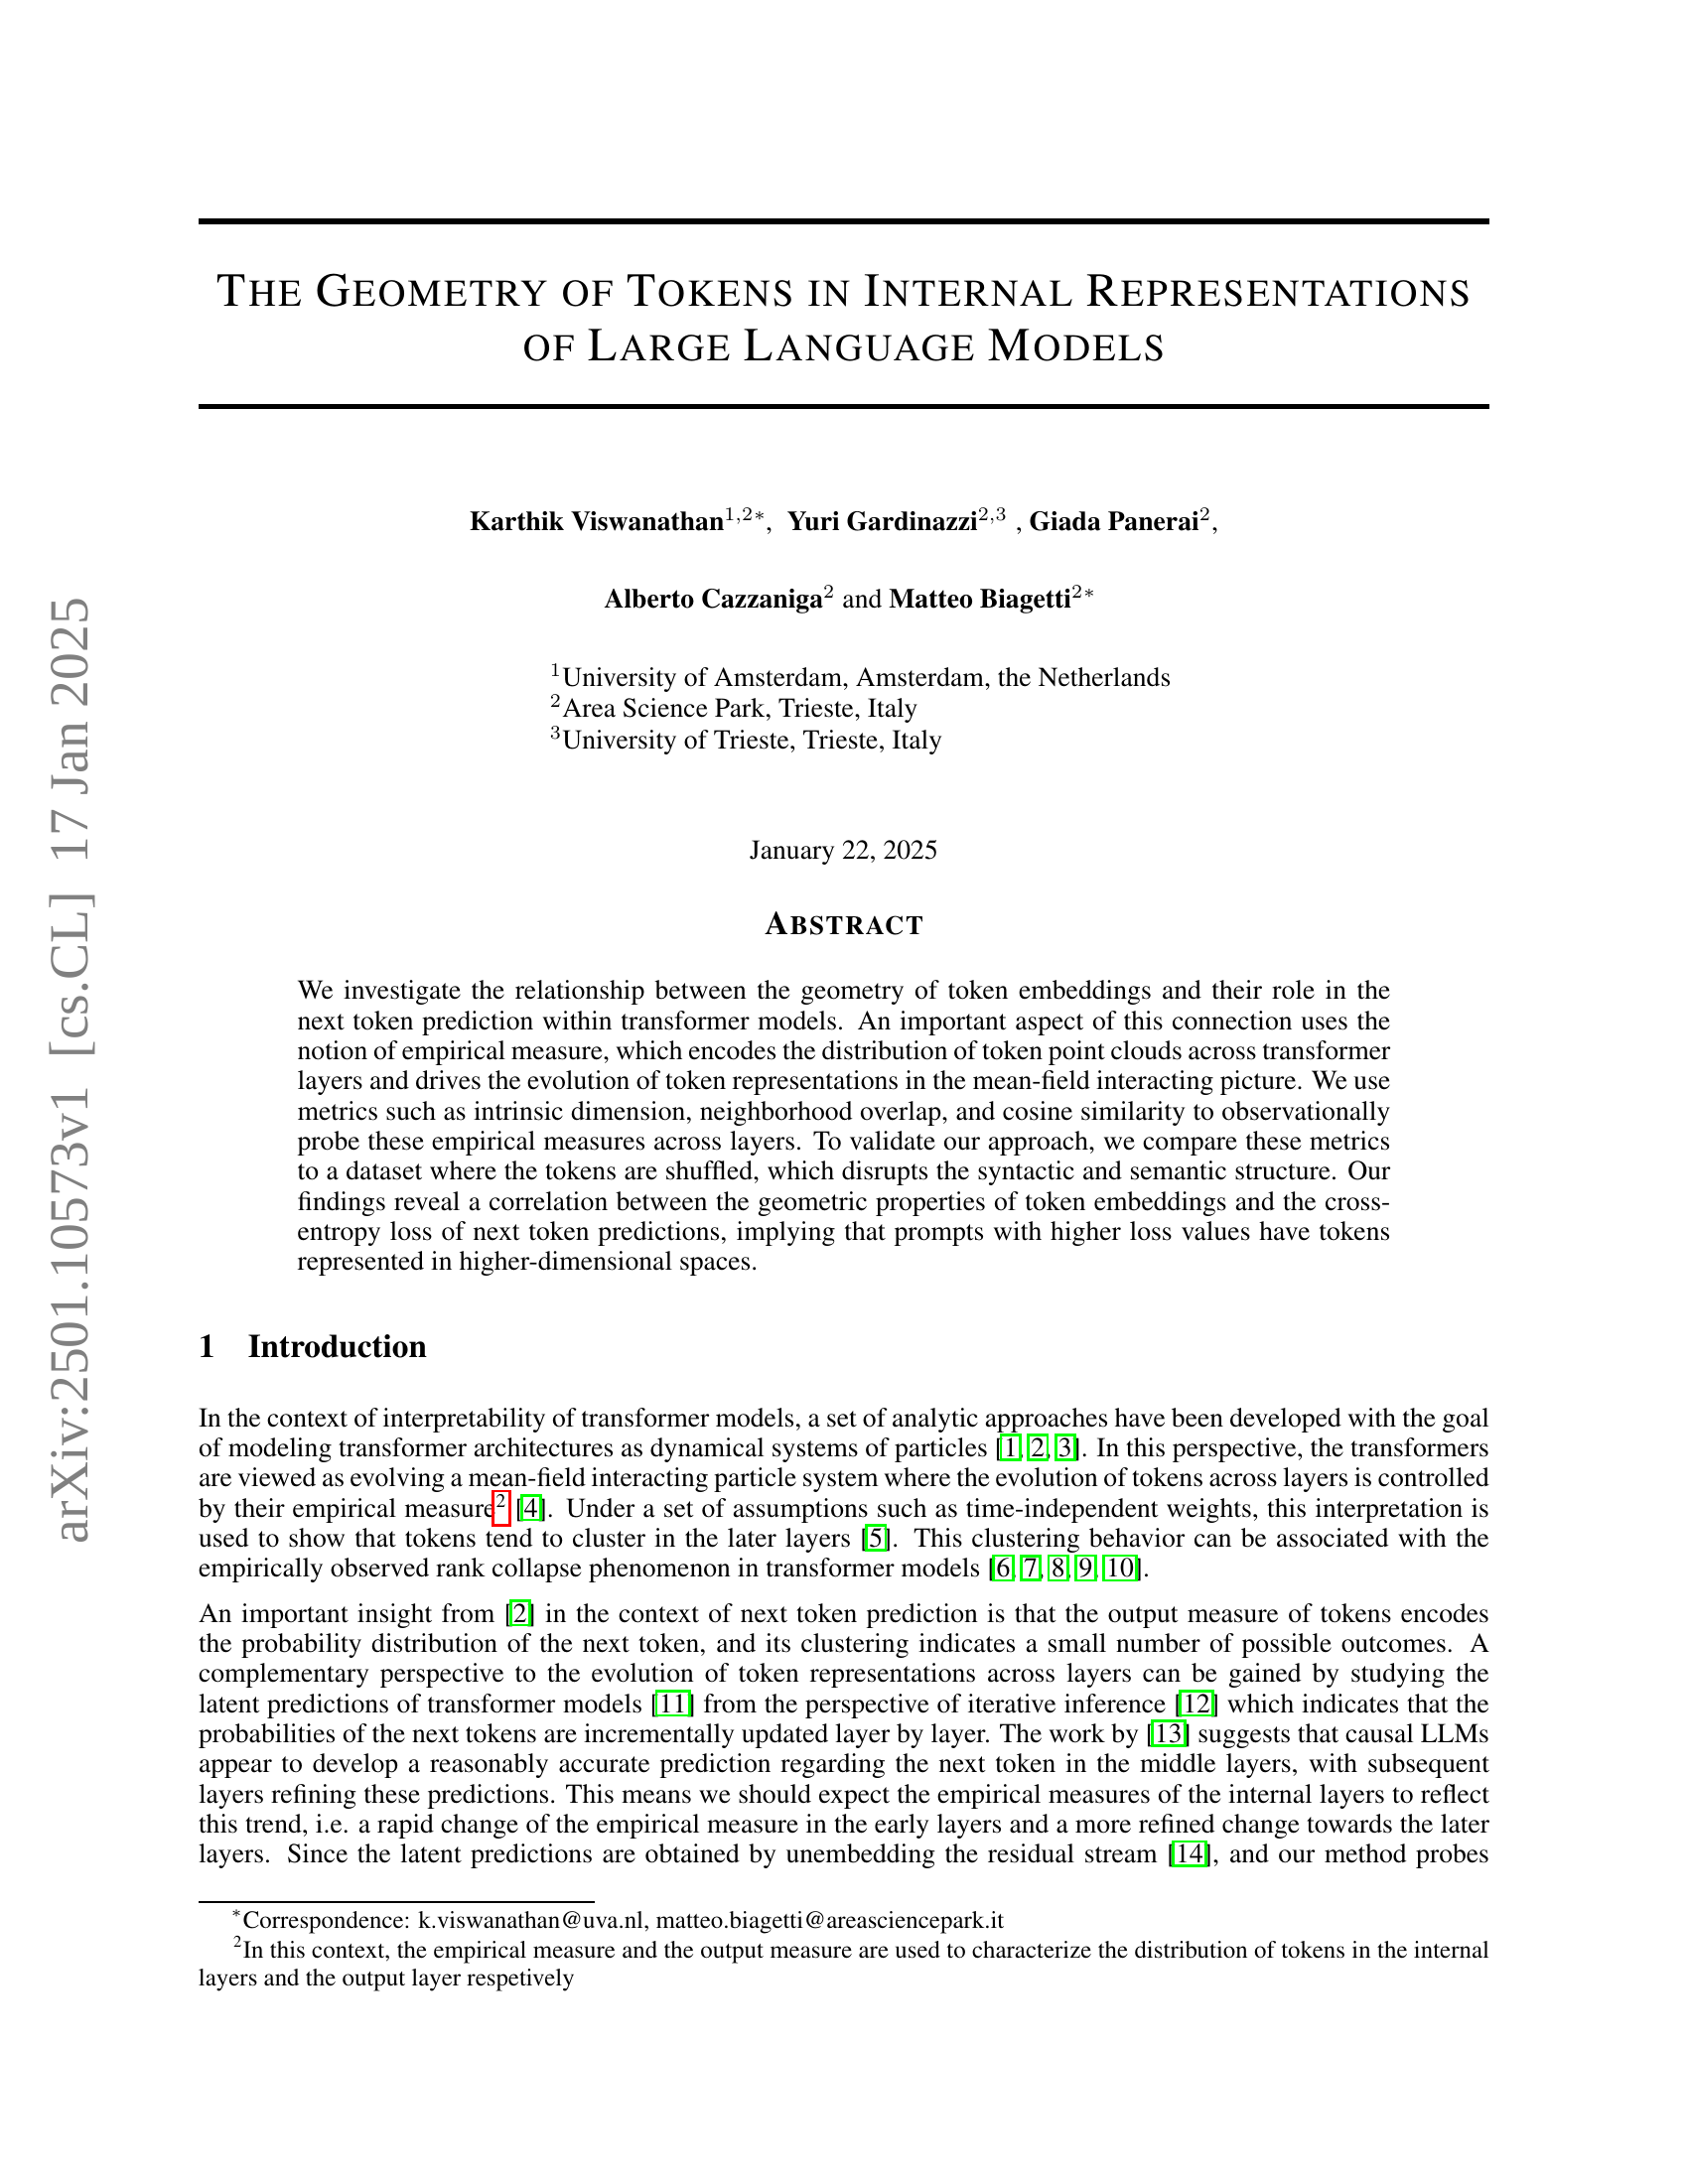 arXiv:2501.10573v1 [cs.CL] 17 Jan 2025
THE GEOMETRY OF TOKENS IN INTERNAL REPRESENTATIONS
OF LARGE LANGUAGE MODELS
Karthik Viswanathan1,2*, Yuri Gardinazzi2,3 , Giada Panerai2,
Alberto Cazzaniga2 and Matteo Biagetti2*
1University of Amsterdam, Amsterdam, the Netherlands
2Area Science Park, Trieste, Italy
3University of Trieste, Trieste, Italy
January 22, 2025
ABSTRACT
We investigate the relationship between the geometry of token embeddings and their role in the
next token prediction within transformer models. An important aspect of this connection uses the
notion of empirical measure, which encodes the distribution of token point clouds across transformer
layers and drives the evolution of token representations in the mean-field interacting picture. We use
metrics such as intrinsic dimension, neighborhood overlap, and cosine similarity to observationally
probe these empirical measures across layers. To validate our approach, we compare these metrics
to a dataset where the tokens are shuffled, which disrupts the syntactic and semantic structure. Our
findings reveal a correlation between the geometric properties of token embeddings and the cross-
entropy loss of next token predictions, implying that prompts with higher loss values have tokens
represented in higher-dimensional spaces.
1 Introduction
In the context of interpretability of transformer models, a set of analytic approaches have been developed with the goal
of modeling transformer architectures as dynamical systems of particles [1, 2, 3]. In this perspective, the transformers
are viewed as evolving a mean-field interacting particle system where the evolution of tokens across layers is controlled
by their empirical measure2 [4]. Under a set of assumptions such as time-independent weights, this interpretation is
used to show that tokens tend to cluster in the later layers [5]. This clustering behavior can be associated with the
empirically observed rank collapse phenomenon in transformer models [6, 7, 8, 9, 10].
An important insight from [2] in the context of next token prediction is that the output measure of tokens encodes
the probability distribution of the next token, and its clustering indicates a small number of possible outcomes. A
complementary perspective to the evolution of token representations across layers can be gained by studying the
latent predictions of transformer models [11] from the perspective of iterative inference [12] which indicates that the
probabilities of the next tokens are incrementally updated layer by layer. The work by [13] suggests that causal LLMs
appear to develop a reasonably accurate prediction regarding the next token in the middle layers, with subsequent
layers refining these predictions. This means we should expect the empirical measures of the internal layers to reflect
this trend, i.e. a rapid change of the empirical measure in the early layers and a more refined change towards the later
layers. Since the latent predictions are obtained by unembedding the residual stream [14], and our method probes
*Correspondence: k.viswanathan@uva.nl, matteo.biagetti@areasciencepark.it
2In this context, the empirical measure and the output measure are used to characterize the distribution of tokens in the internal
layers and the output layer respetively